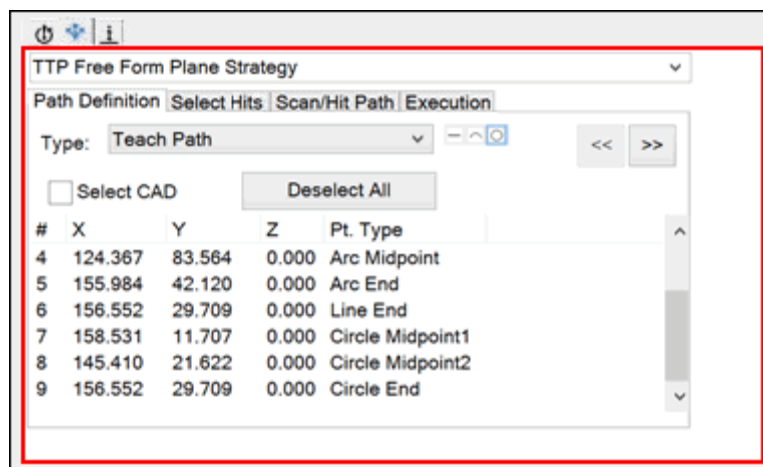 TTP Free Form Plane Strategy
Path Definition Select Hits Scan/Hit Path Execution
Type: Teach Path << >>
Select CAD Deselect All
# X Y Z Pt. Type
4 124.367 83.564 0.000 Arc Midpoint
5 155.984 42.120 0.000 Arc End
6 156.552 29.709 0.000 Line End
7 158.531 11.707 0.000 Circle Midpoint1
8 145.410 21.622 0.000 Circle Midpoint2
9 156.552 29.709 0.000 Circle End